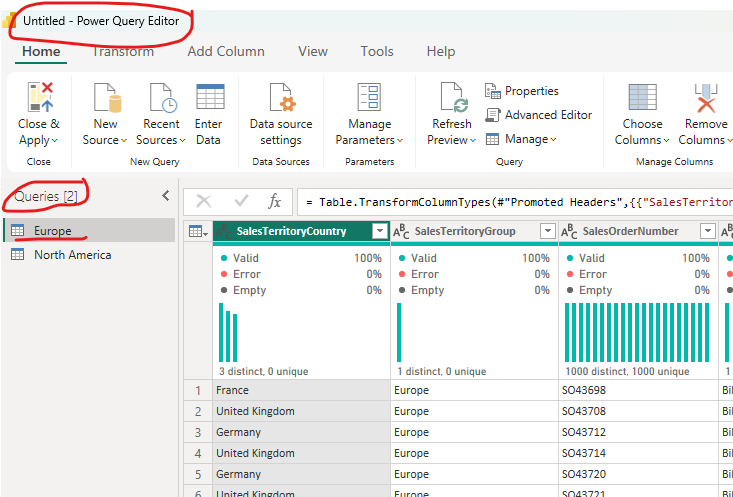 Untitled - Power Query Editor
Home Transform Add Column View Tools Help
Close & Apply
New Source
Recent Sources
Enter Data
Data source settings
Manage Parameters
Refresh Preview
Properties
Advanced Editor
Manage
Choose Columns
Remove Columns
Close New Query Data Sources Parameters Query Manage Columns
Queries [2]
Europe
North America
fx = Table.TransformColumnTypes(#"Promoted Headers",{{"SalesTerritor
SalesTerritoryCountry ABC SalesTerritoryGroup ABC SalesOrderNumber
Valid 100% Valid 100% Valid 100%
Error 0% Error 0% Error 0%
Empty 0% Empty 0% Empty 0%
3 distinct, 0 unique 1 distinct, 0 unique 1000 distinct, 1000 unique 1
1 France Europe SO43698 Bil
2 United Kingdom Europe SO43708 Bil
3 Germany Europe SO43712 Bil
4 United Kingdom Europe SO43714 Bil
5 Germany Europe SO43720 Bil
6 United Kingdom Europe SO43721 Bil